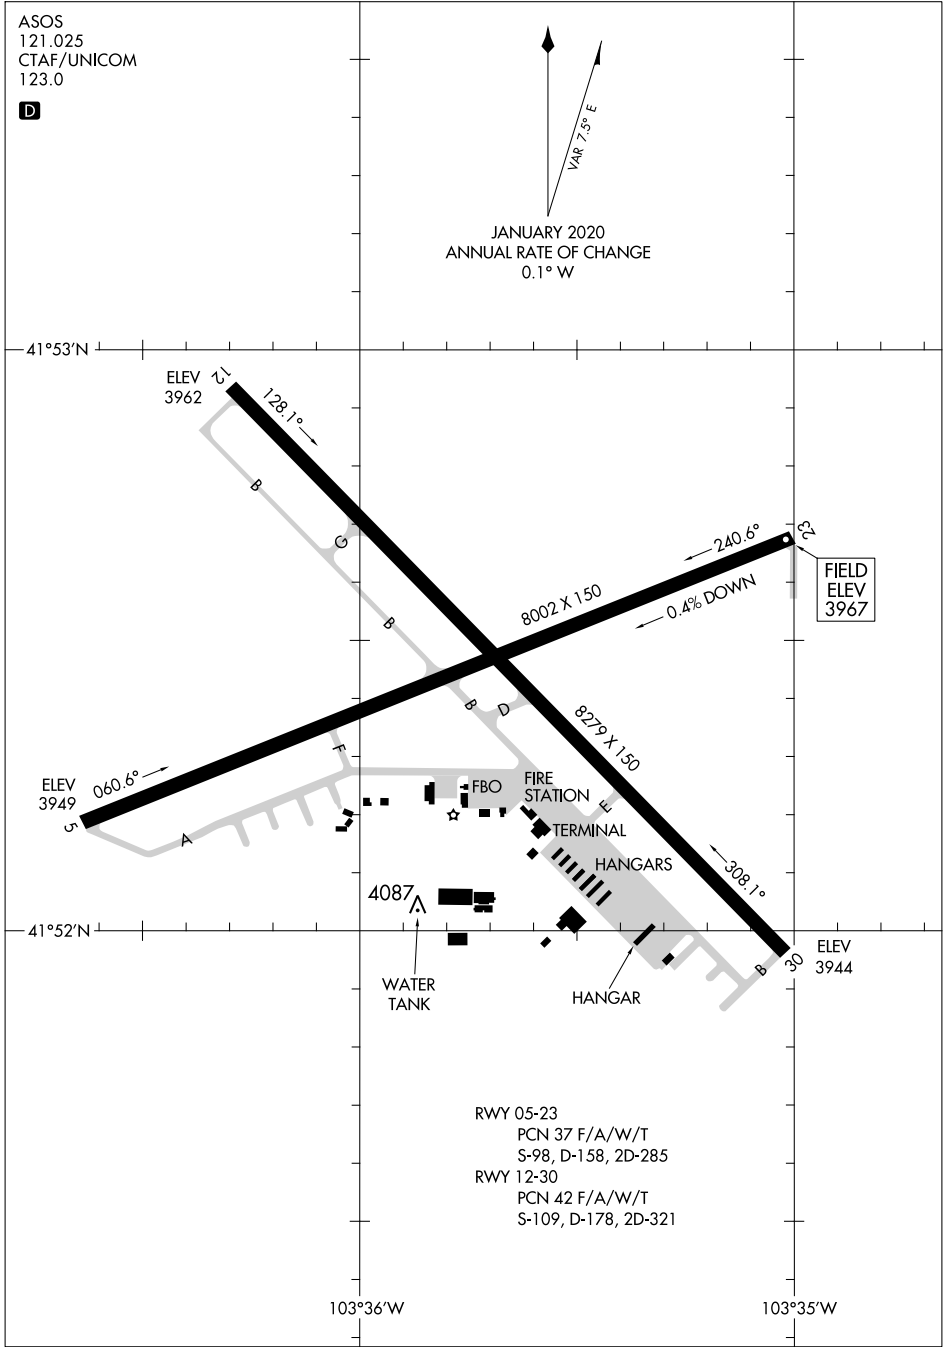 ASOS
121.025
CTAF/UNICOM
123.0
D
VAR 7.5° E
JANUARY 2020
ANNUAL RATE OF CHANGE
0.1° W
41°53'N
ELEV
3962
12
128.1°
B
G
B
23
240.6°
FIELD
ELEV
3967
8002 X 150
0.4% DOWN
B
D
8279 X 150
F
ELEV
3949
060.6°
5
A
FBO
FIRE
STATION
E
TERMINAL
HANGARS
308.1°
4087
41°52'N
ELEV
3944
30
B
WATER
TANK
HANGAR
RWY 05-23
PCN 37 F/A/W/T
S-98, D-158, 2D-285
RWY 12-30
PCN 42 F/A/W/T
S-109, D-178, 2D-321
103°36'W
103°35'W